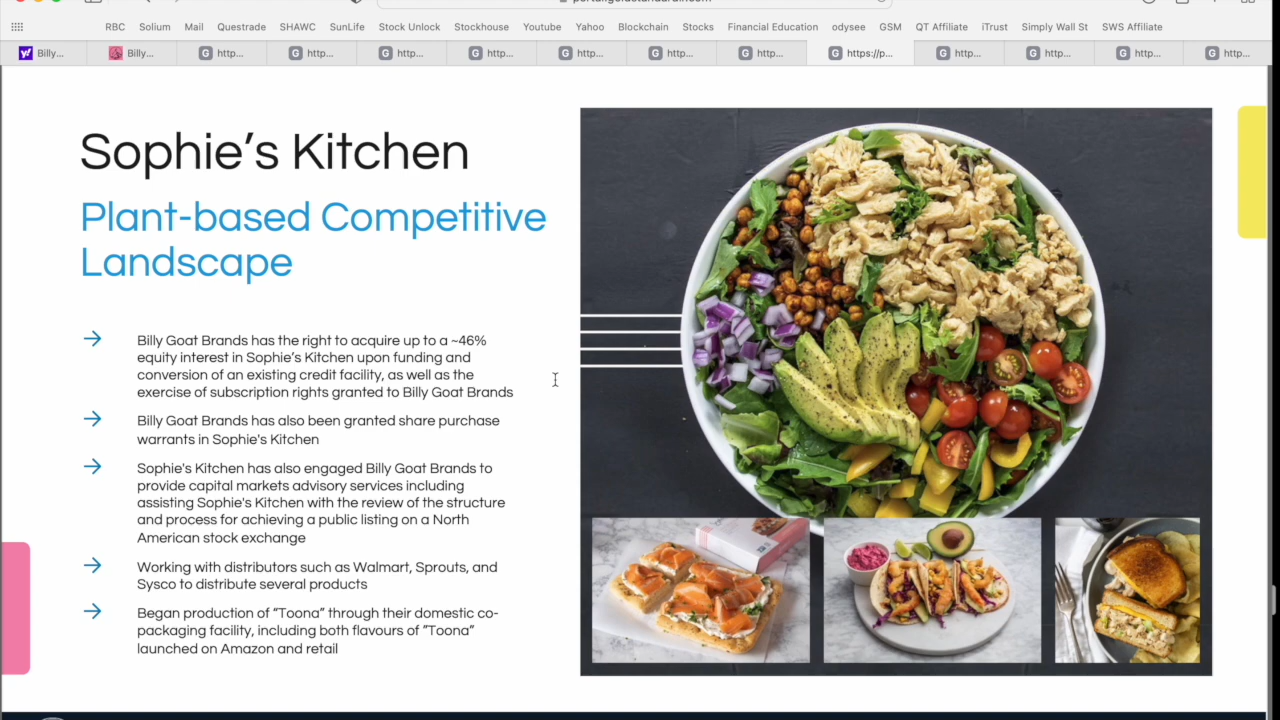 RBC Solium Mail Questrade SHAWC SunLife Stock Unlock Stockhouse Youtube Yahoo Blockchain Stocks Financial Education odysee GSM QT Affiliate iTrust Simply Wall St SWS Affiliate
Billy... Billy... http... http... http... http... http... http... http... https://p... http... http... http... http...
Sophie's Kitchen
Plant-based Competitive
Landscape
Billy Goat Brands has the right to acquire up to a ~46%
equity interest in Sophie's Kitchen upon funding and
conversion of an existing credit facility, as well as the
exercise of subscription rights granted to Billy Goat Brands
Billy Goat Brands has also been granted share purchase
warrants in Sophie's Kitchen
Sophie's Kitchen has also engaged Billy Goat Brands to
provide capital markets advisory services including
assisting Sophie's Kitchen with the review of the structure
and process for achieving a public listing on a North
American stock exchange
Working with distributors such as Walmart, Sprouts, and
Sysco to distribute several products
Began production of "Toona" through their domestic co-
packaging facility, including both flavours of "Toona"
launched on Amazon and retail